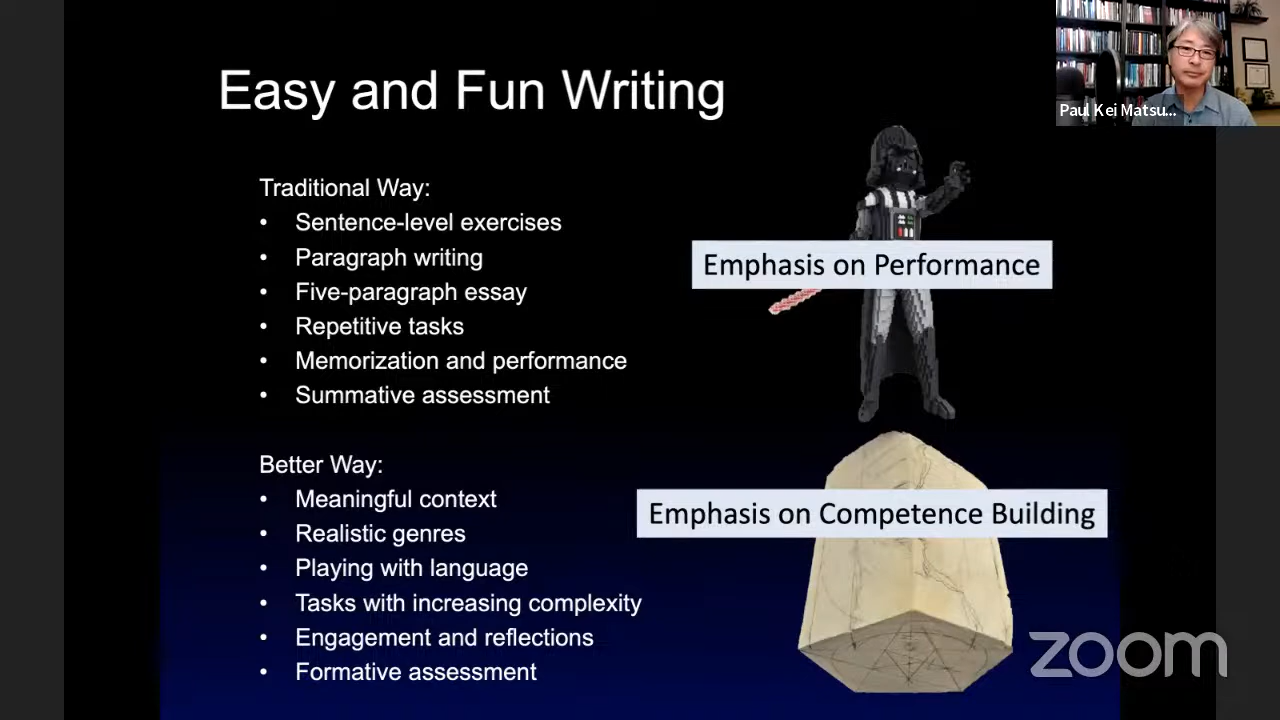 Easy and Fun Writing
Paul Kei Matsu...
Traditional Way:
• Sentence-level exercises
• Paragraph writing
• Five-paragraph essay
• Repetitive tasks
• Memorization and performance
• Summative assessment
Emphasis on Performance
Better Way:
• Meaningful context
• Realistic genres
• Playing with language
• Tasks with increasing complexity
• Engagement and reflections
• Formative assessment
Emphasis on Competence Building
zoom